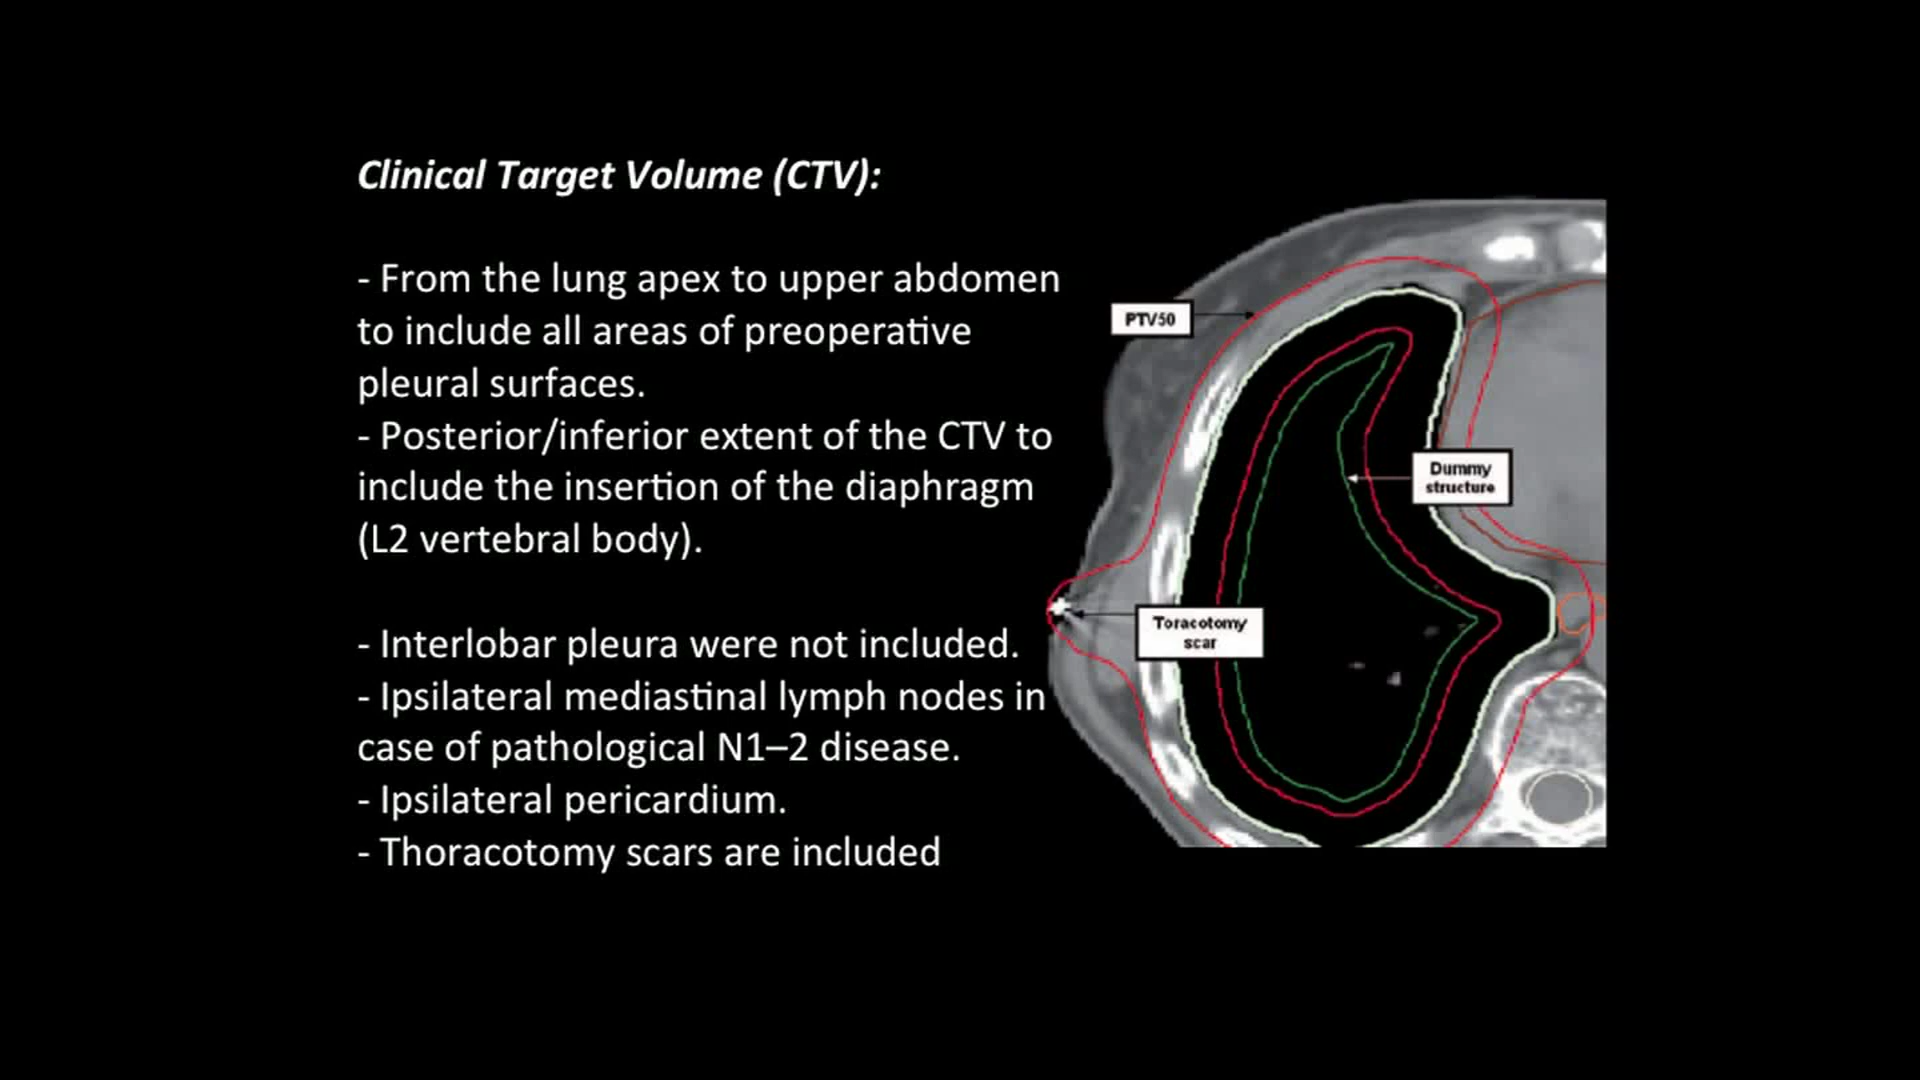 Clinical Target Volume (CTV):
- From the lung apex to upper abdomen
to include all areas of preoperative
pleural surfaces.
- Posterior/inferior extent of the CTV to
include the insertion of the diaphragm
(L2 vertebral body).
- Interlobar pleura were not included.
- Ipsilateral mediastinal lymph nodes in
case of pathological N1–2 disease.
- Ipsilateral pericardium.
- Thoracotomy scars are included
PTV50
Dummy
structure
Toracotomy
scar